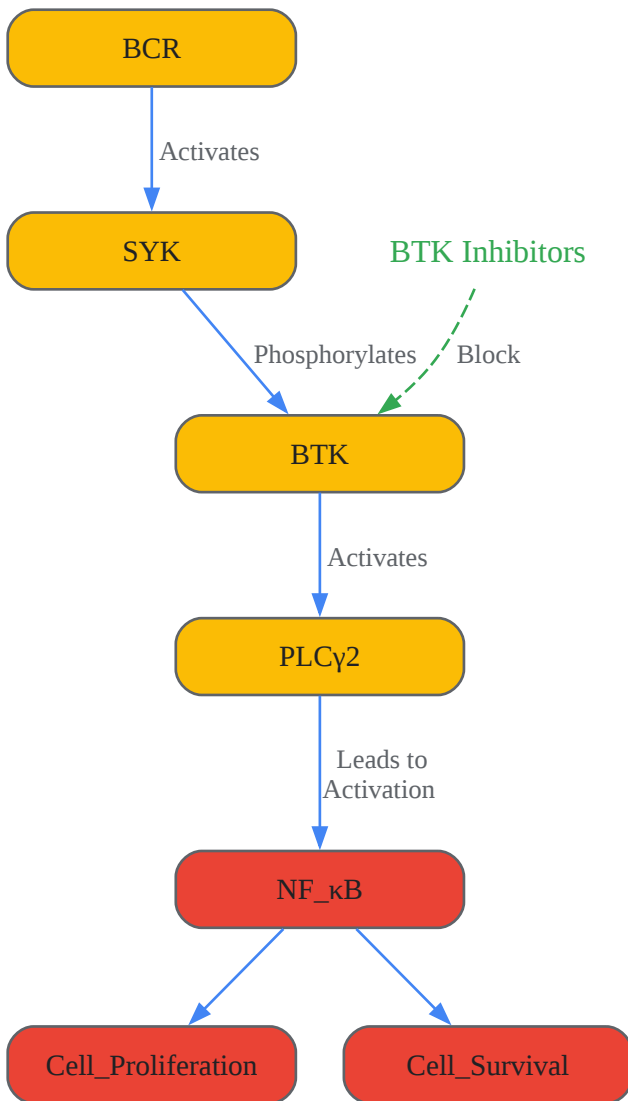 BCR
Activates
SYK
BTK Inhibitors
Phosphorylates
Block
BTK
Activates
PLCγ2
Leads to
Activation
NF_κB
Cell_Proliferation
Cell_Survival